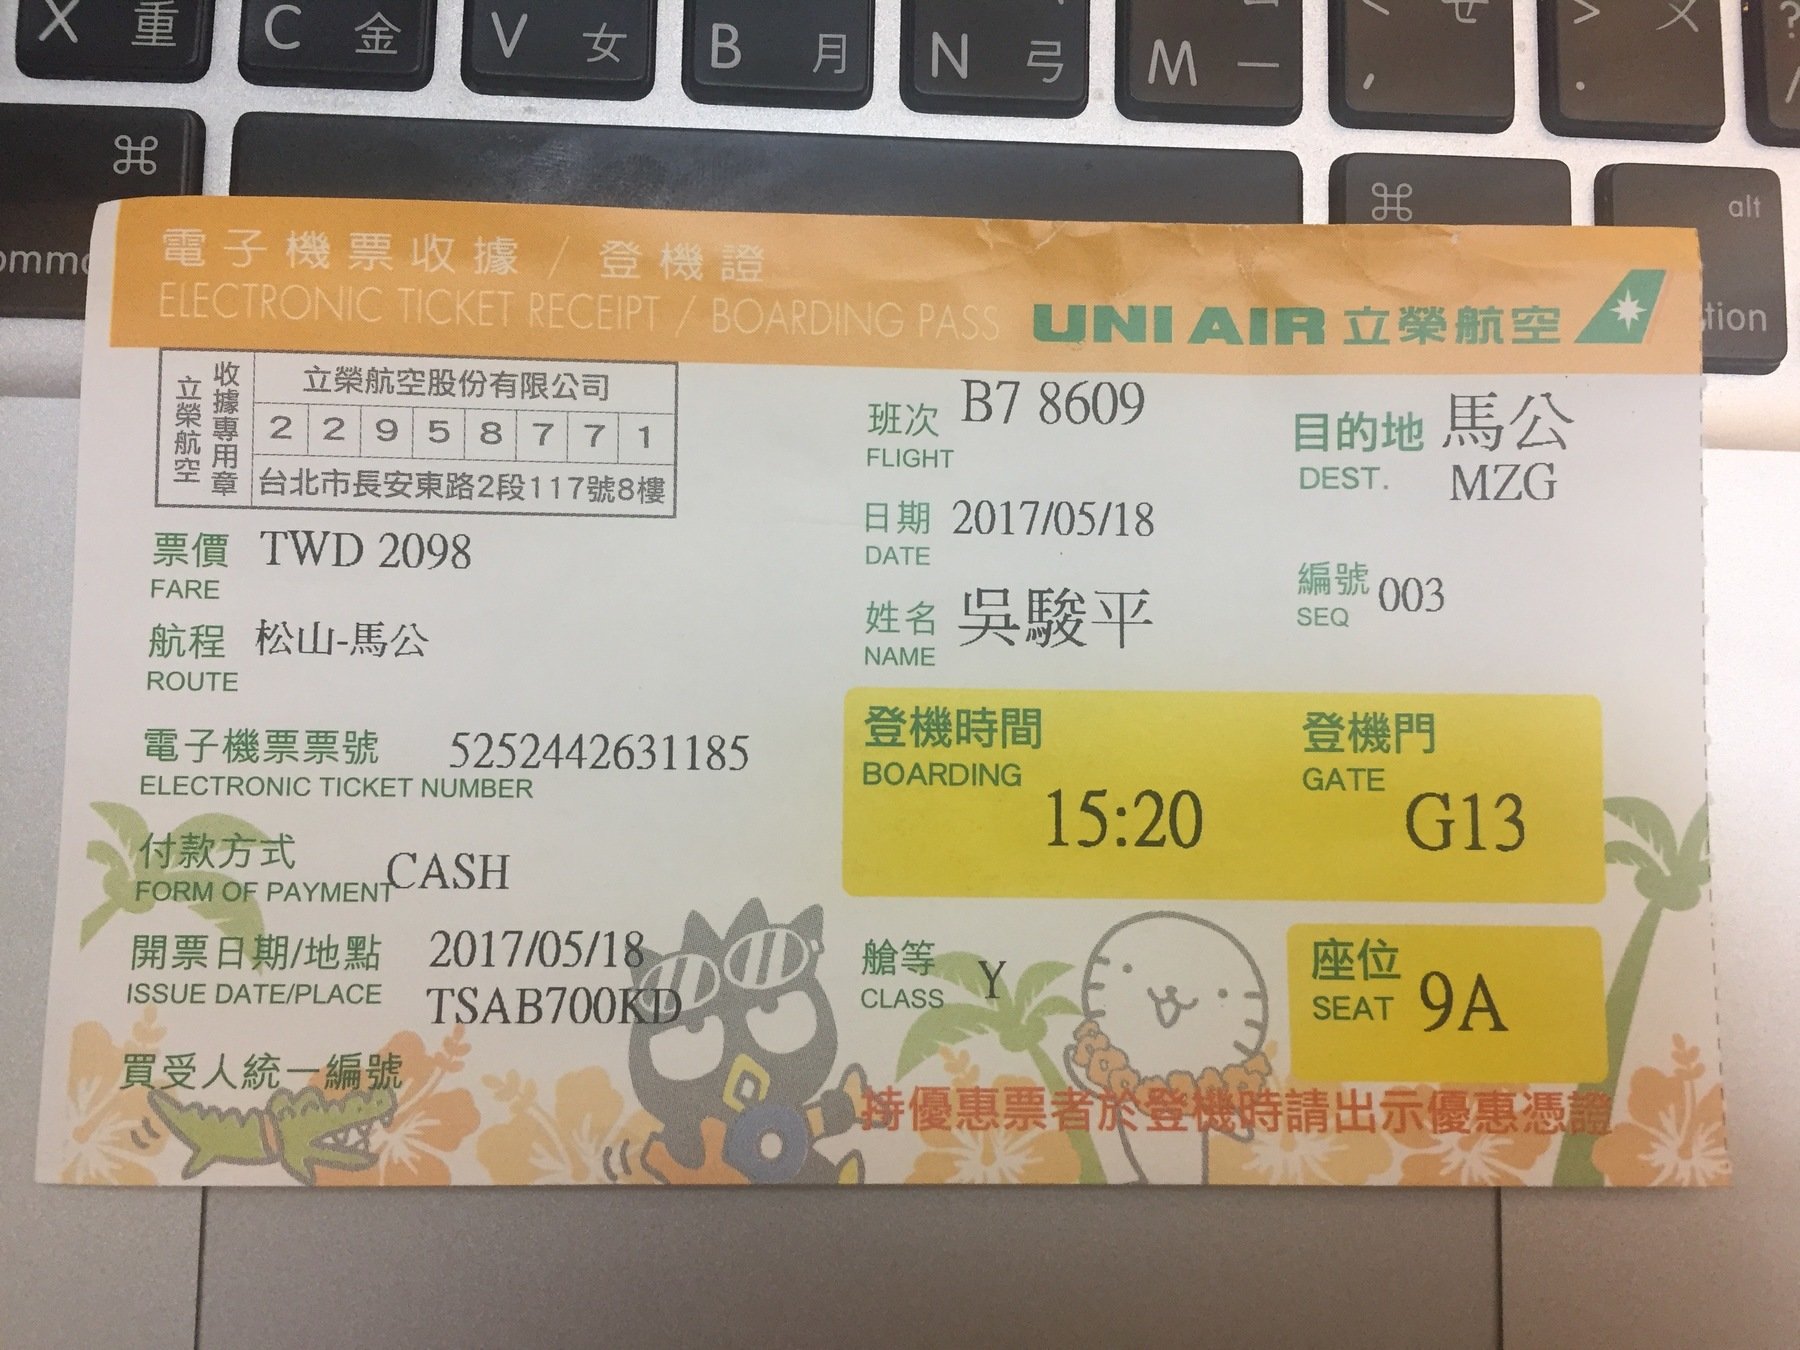 X 重 C 金 V 女 B 月 N 弓 M 一 , < . > ㄡ ? /
⌘ ⌘ alt
電子機票收據 / 登機證
ELECTRONIC TICKET RECEIPT / BOARDING PASS
UNI AIR 立榮航空
立榮航空 收據專用章
立榮航空股份有限公司
2 2 9 5 8 7 7 1
台北市長安東路2段117號8樓
票價 TWD 2098
FARE
航程 松山-馬公
ROUTE
電子機票票號 5252442631185
ELECTRONIC TICKET NUMBER
付款方式 CASH
FORM OF PAYMENT
開票日期/地點 2017/05/18
ISSUE DATE/PLACE TSAB700KD
買受人統一編號
班次 B7 8609
FLIGHT
目的地 馬公
DEST. MZG
日期 2017/05/18
DATE
編號 003
SEQ
姓名 吳駿平
NAME
登機時間
BOARDING
15:20
登機門
GATE
G13
艙等 Y
CLASS
座位 9A
SEAT
持優惠票者於登機時請出示優惠憑證